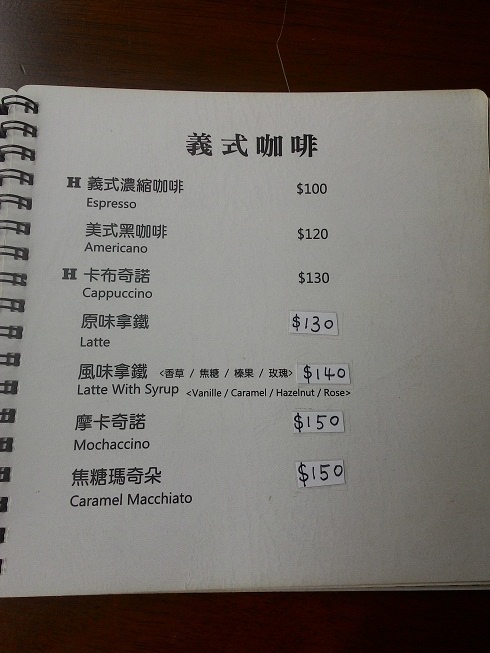 義式咖啡
H 義式濃縮咖啡 $100
Espresso
美式黑咖啡 $120
Americano
H 卡布奇諾 $130
Cappuccino
原味拿鐵 $130
Latte
風味拿鐵 <香草 / 焦糖 / 榛果 / 玫瑰> $140
Latte With Syrup <Vanille / Caramel / Hazelnut / Rose>
摩卡奇諾 $150
Mochaccino
焦糖瑪奇朵 $150
Caramel Macchiato